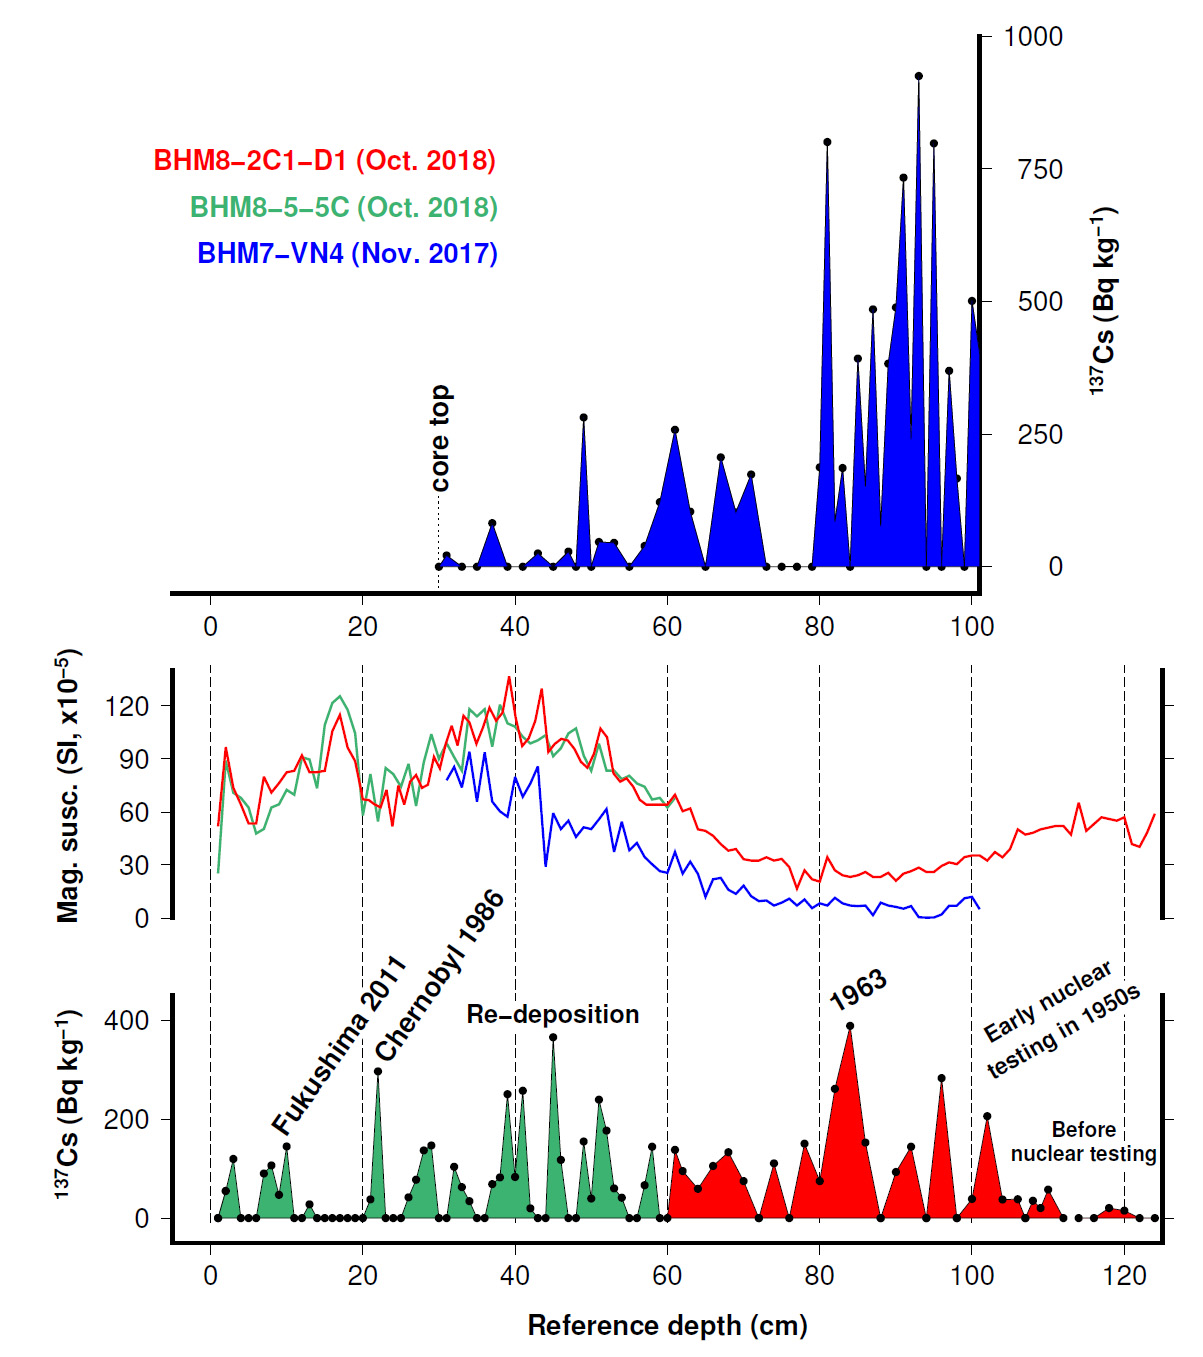 1000
BHM8−2C1−D1 (Oct. 2018)
750
BHM8−5−5C (Oct. 2018)
BHM7−VN4 (Nov. 2017)
500
¹³⁷Cs (Bq kg⁻¹)
core top
250
0
0 20 40 60 80 100
Mag. susc. (SI, x10⁻⁵)
120
90
60
30
0
Fukushima 2011
Chernobyl 1986
Re−deposition
1963
Early nuclear
testing in 1950s
Before
nuclear testing
¹³⁷Cs (Bq kg⁻¹)
400
200
0
0 20 40 60 80 100 120
Reference depth (cm)